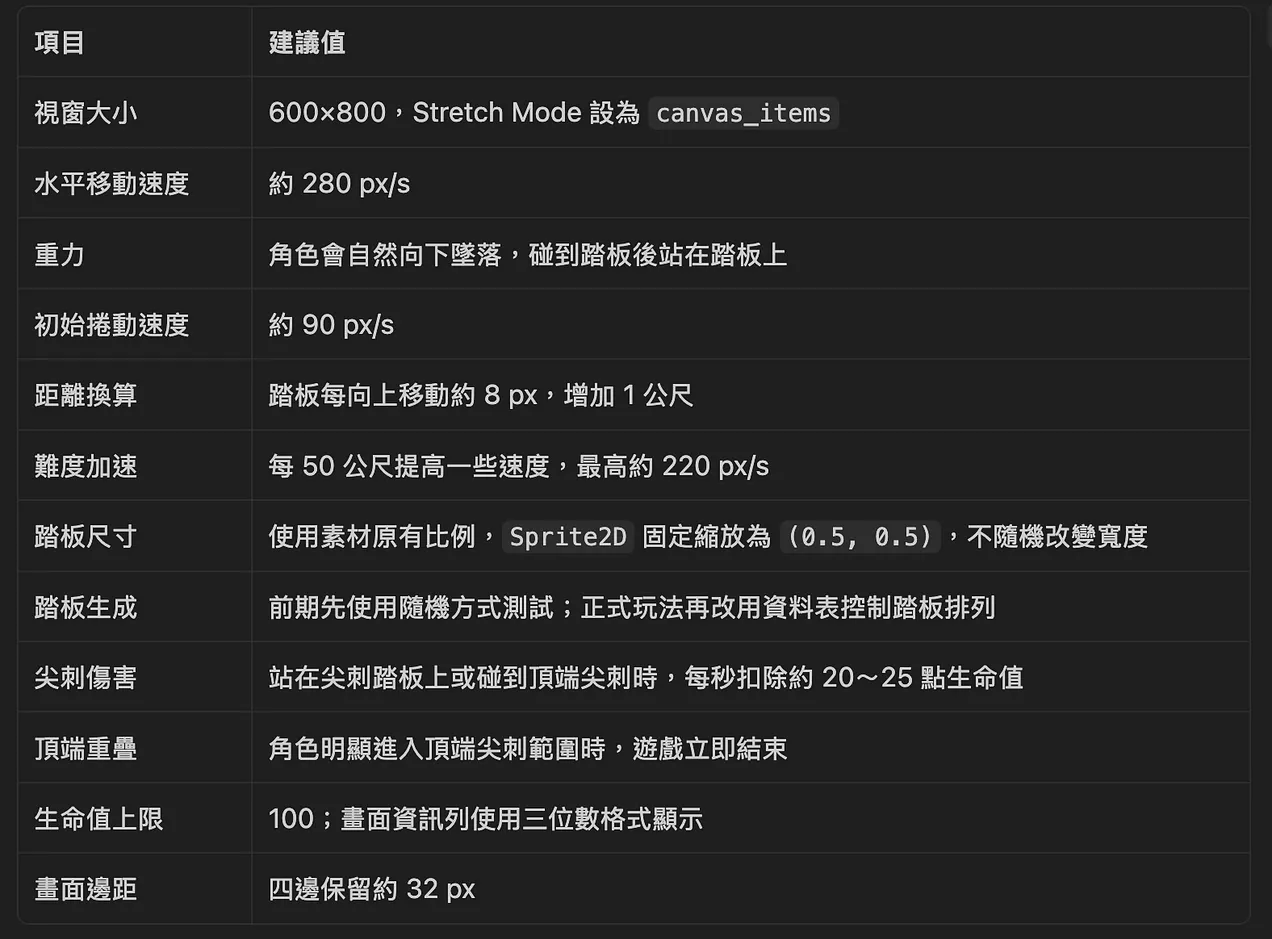 項目 建議值
視窗大小 600×800，Stretch Mode 設為 canvas_items
水平移動速度 約 280 px/s
重力 角色會自然向下墜落，碰到踏板後站在踏板上
初始捲動速度 約 90 px/s
距離換算 踏板每向上移動約 8 px，增加 1 公尺
難度加速 每 50 公尺提高一些速度，最高約 220 px/s
踏板尺寸 使用素材原有比例，Sprite2D 固定縮放為 (0.5, 0.5)，不隨機改變寬度
踏板生成 前期先使用隨機方式測試；正式玩法再改用資料表控制踏板排列
尖刺傷害 站在尖刺踏板上或碰到頂端尖刺時，每秒扣除約 20～25 點生命值
頂端重疊 角色明顯進入頂端尖刺範圍時，遊戲立即結束
生命值上限 100；畫面資訊列使用三位數格式顯示
畫面邊距 四邊保留約 32 px